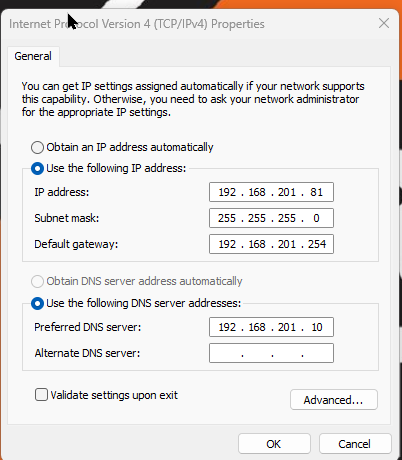 Internet Protocol Version 4 (TCP/IPv4) Properties
General
You can get IP settings assigned automatically if your network supports
this capability. Otherwise, you need to ask your network administrator
for the appropriate IP settings.
Obtain an IP address automatically
Use the following IP address:
IP address: 192 . 168 . 201 . 81
Subnet mask: 255 . 255 . 255 . 0
Default gateway: 192 . 168 . 201 . 254
Obtain DNS server address automatically
Use the following DNS server addresses:
Preferred DNS server: 192 . 168 . 201 . 10
Alternate DNS server: . . .
Validate settings upon exit
Advanced...
OK Cancel